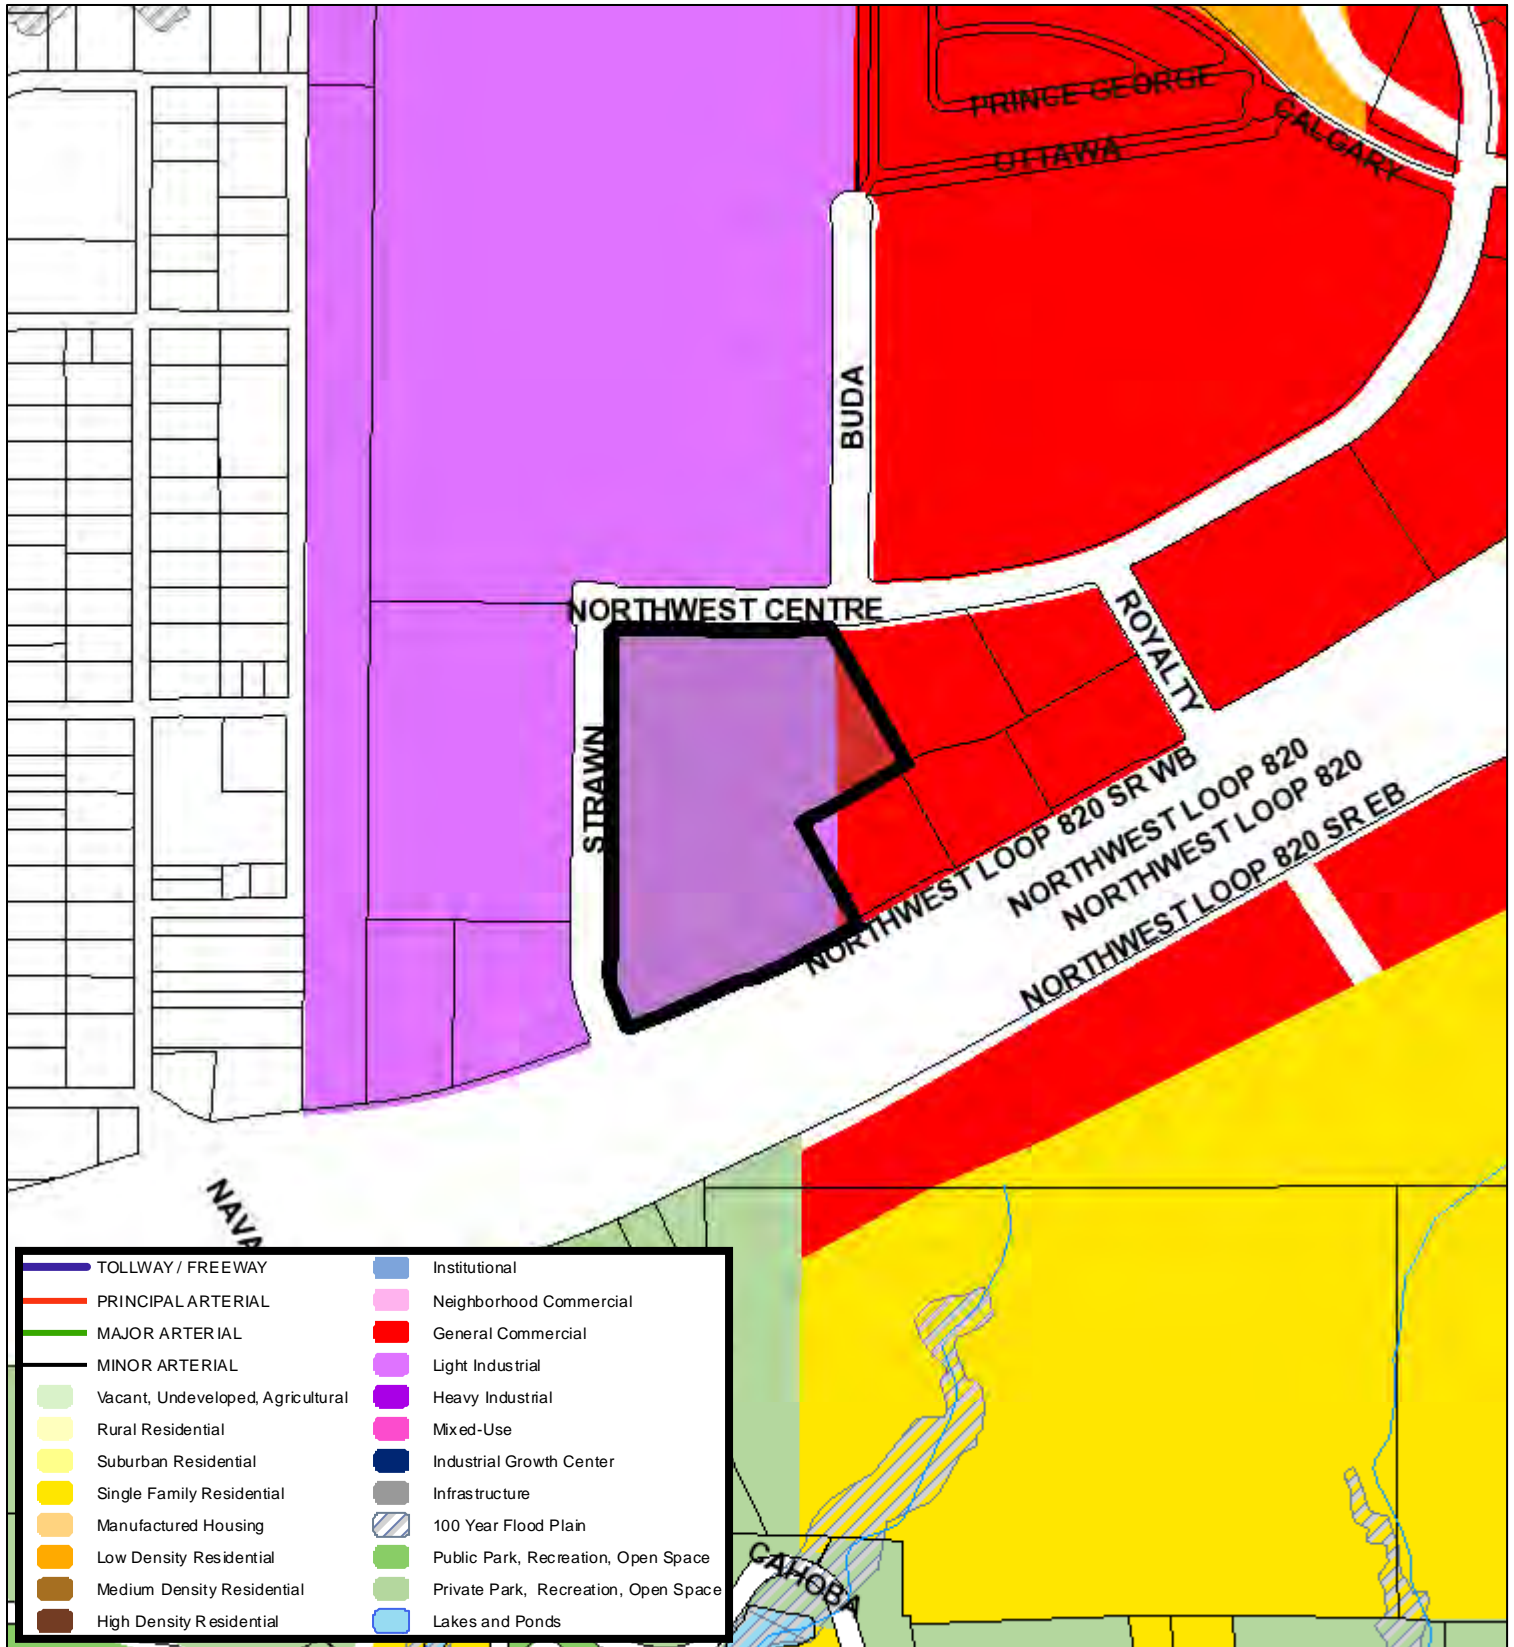 PRINCE GEORGE
OTTAWA
CALGARY
BUDA
NORTHWEST CENTRE
ROYALTY
STRAWN
NORTHWEST LOOP 820 SR WB
NORTHWEST LOOP 820
NORTHWEST LOOP 820
NORTHWEST LOOP 820 SR EB
NAVA
CAHOBA
TOLLWAY / FREEWAY
PRINCIPAL ARTERIAL
MAJOR ARTERIAL
MINOR ARTERIAL
Vacant, Undeveloped, Agricultural
Rural Residential
Suburban Residential
Single Family Residential
Manufactured Housing
Low Density Residential
Medium Density Residential
High Density Residential
Institutional
Neighborhood Commercial
General Commercial
Light Industrial
Heavy Industrial
Mixed-Use
Industrial Growth Center
Infrastructure
100 Year Flood Plain
Public Park, Recreation, Open Space
Private Park, Recreation, Open Space
Lakes and Ponds